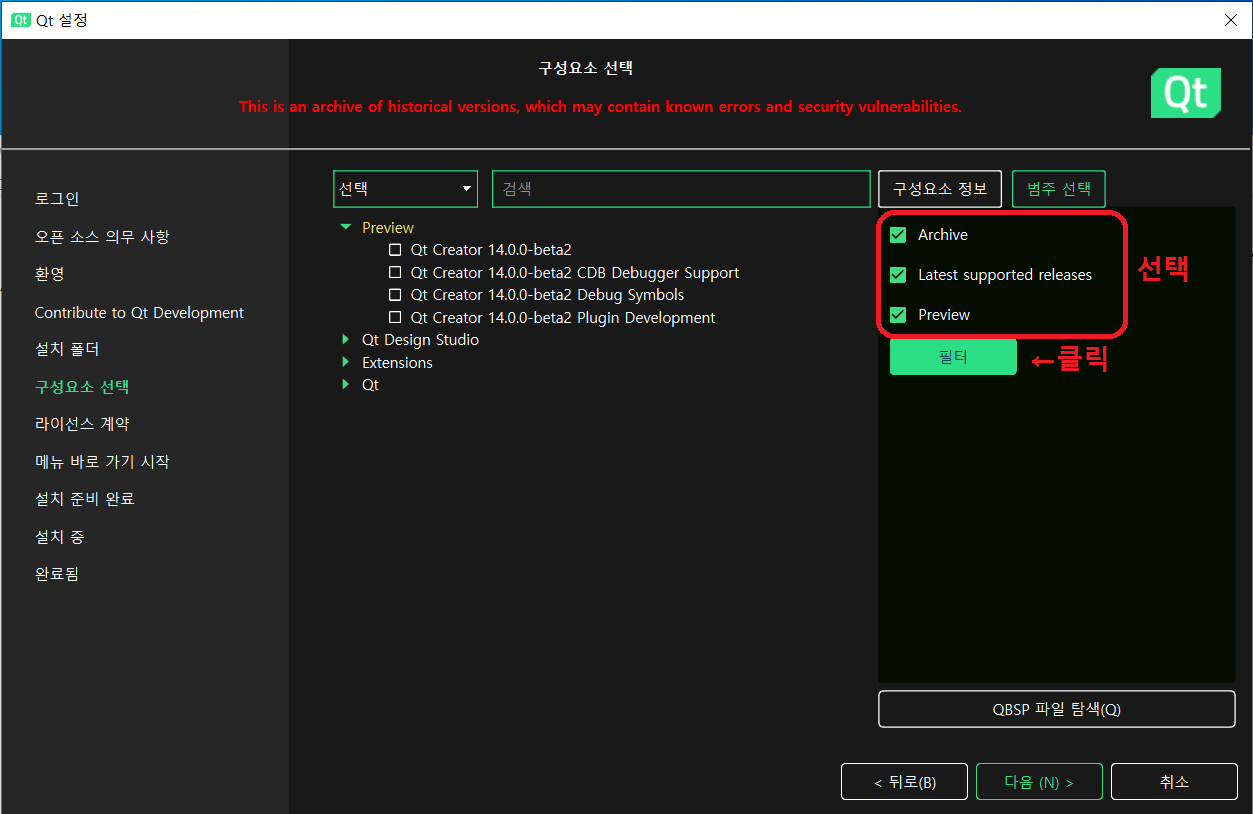 Qt Qt 설정
구성요소 선택
This is an archive of historical versions, which may contain known errors and security vulnerabilities.
Qt
로그인
오픈 소스 의무 사항
환영
Contribute to Qt Development
설치 폴더
구성요소 선택
라이선스 계약
메뉴 바로 가기 시작
설치 준비 완료
설치 중
완료됨
선택
검색
구성요소 정보
범주 선택
Preview
Qt Creator 14.0.0-beta2
Qt Creator 14.0.0-beta2 CDB Debugger Support
Qt Creator 14.0.0-beta2 Debug Symbols
Qt Creator 14.0.0-beta2 Plugin Development
Qt Design Studio
Extensions
Qt
Archive
Latest supported releases
Preview
선택
필터
←클릭
QBSP 파일 탐색(Q)
< 뒤로(B)
다음 (N) >
취소